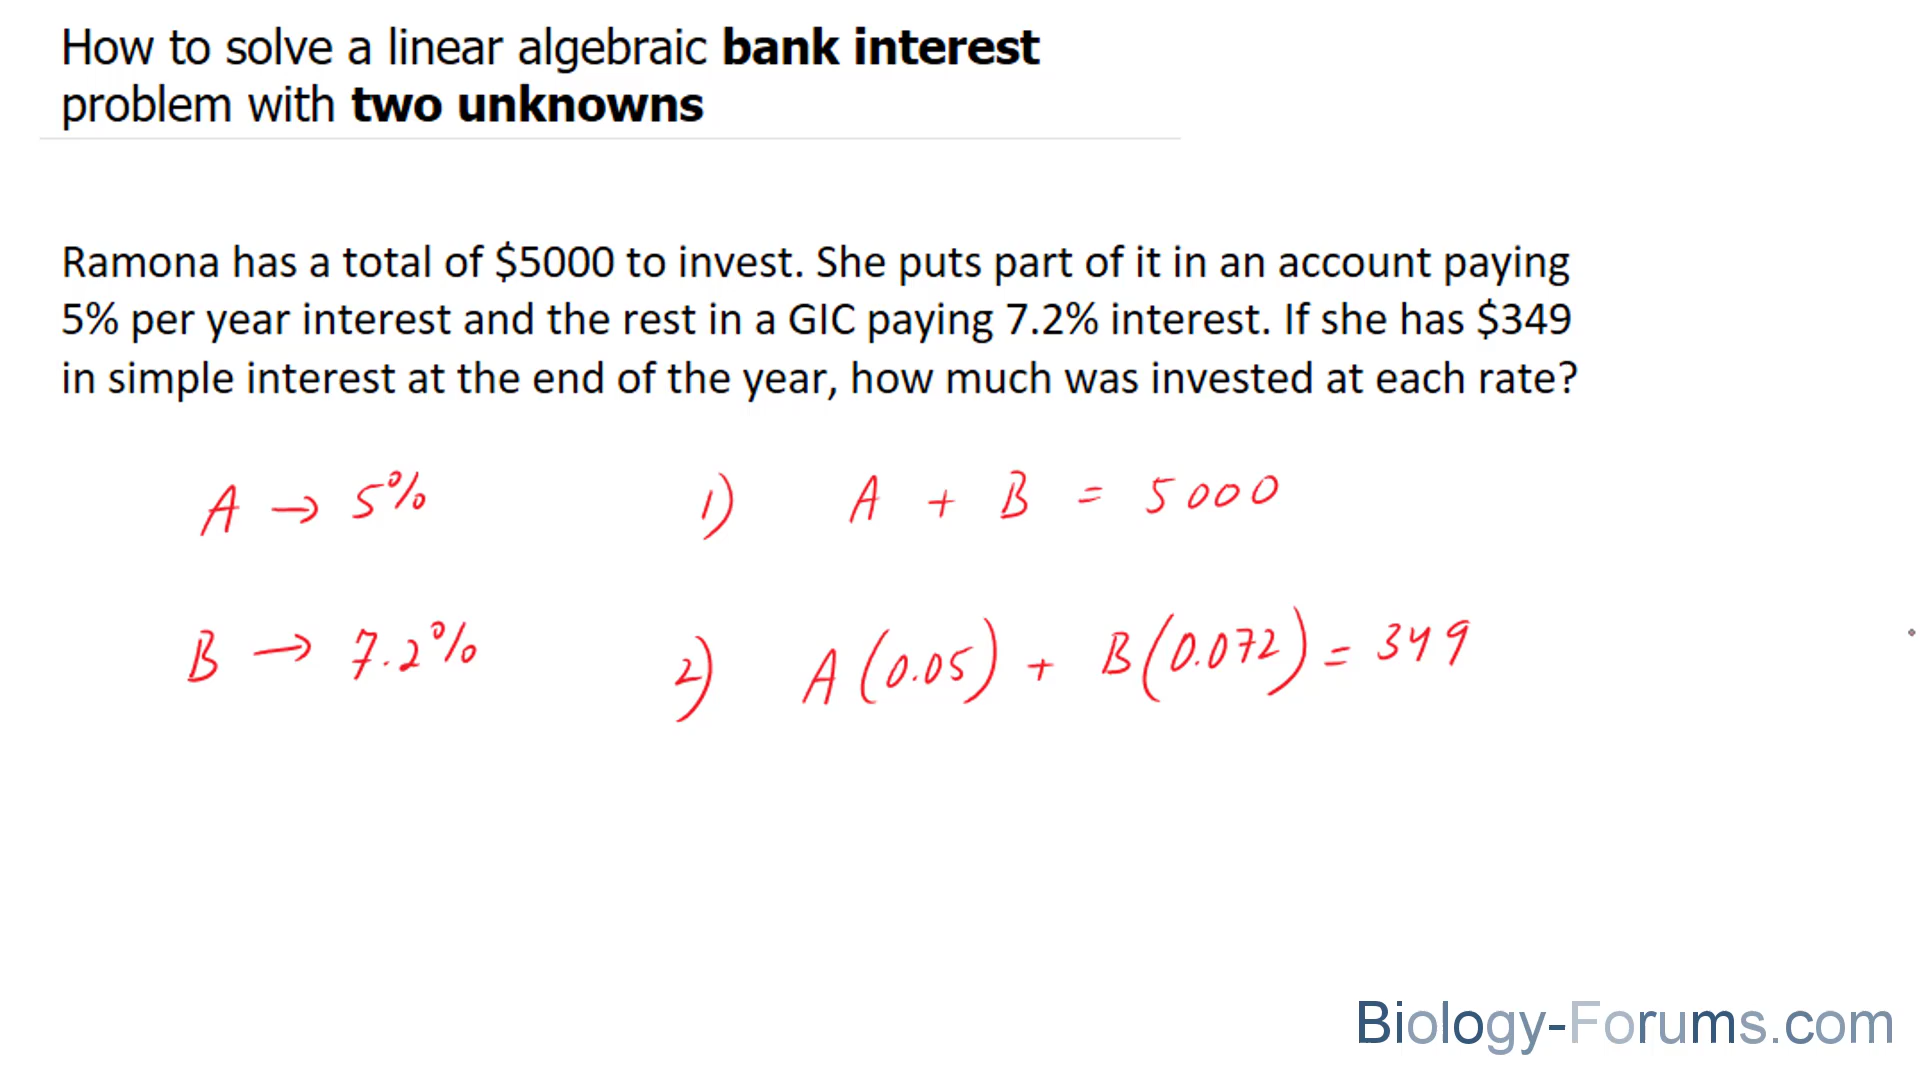 How to solve a linear algebraic bank interest
problem with two unknowns
Ramona has a total of $5000 to invest. She puts part of it in an account paying
5% per year interest and the rest in a GIC paying 7.2% interest. If she has $349
in simple interest at the end of the year, how much was invested at each rate?
A → 5%
1) A + B = 5000
B → 7.2%
2) A(0.05) + B(0.072) = 349
Biology-Forums.com